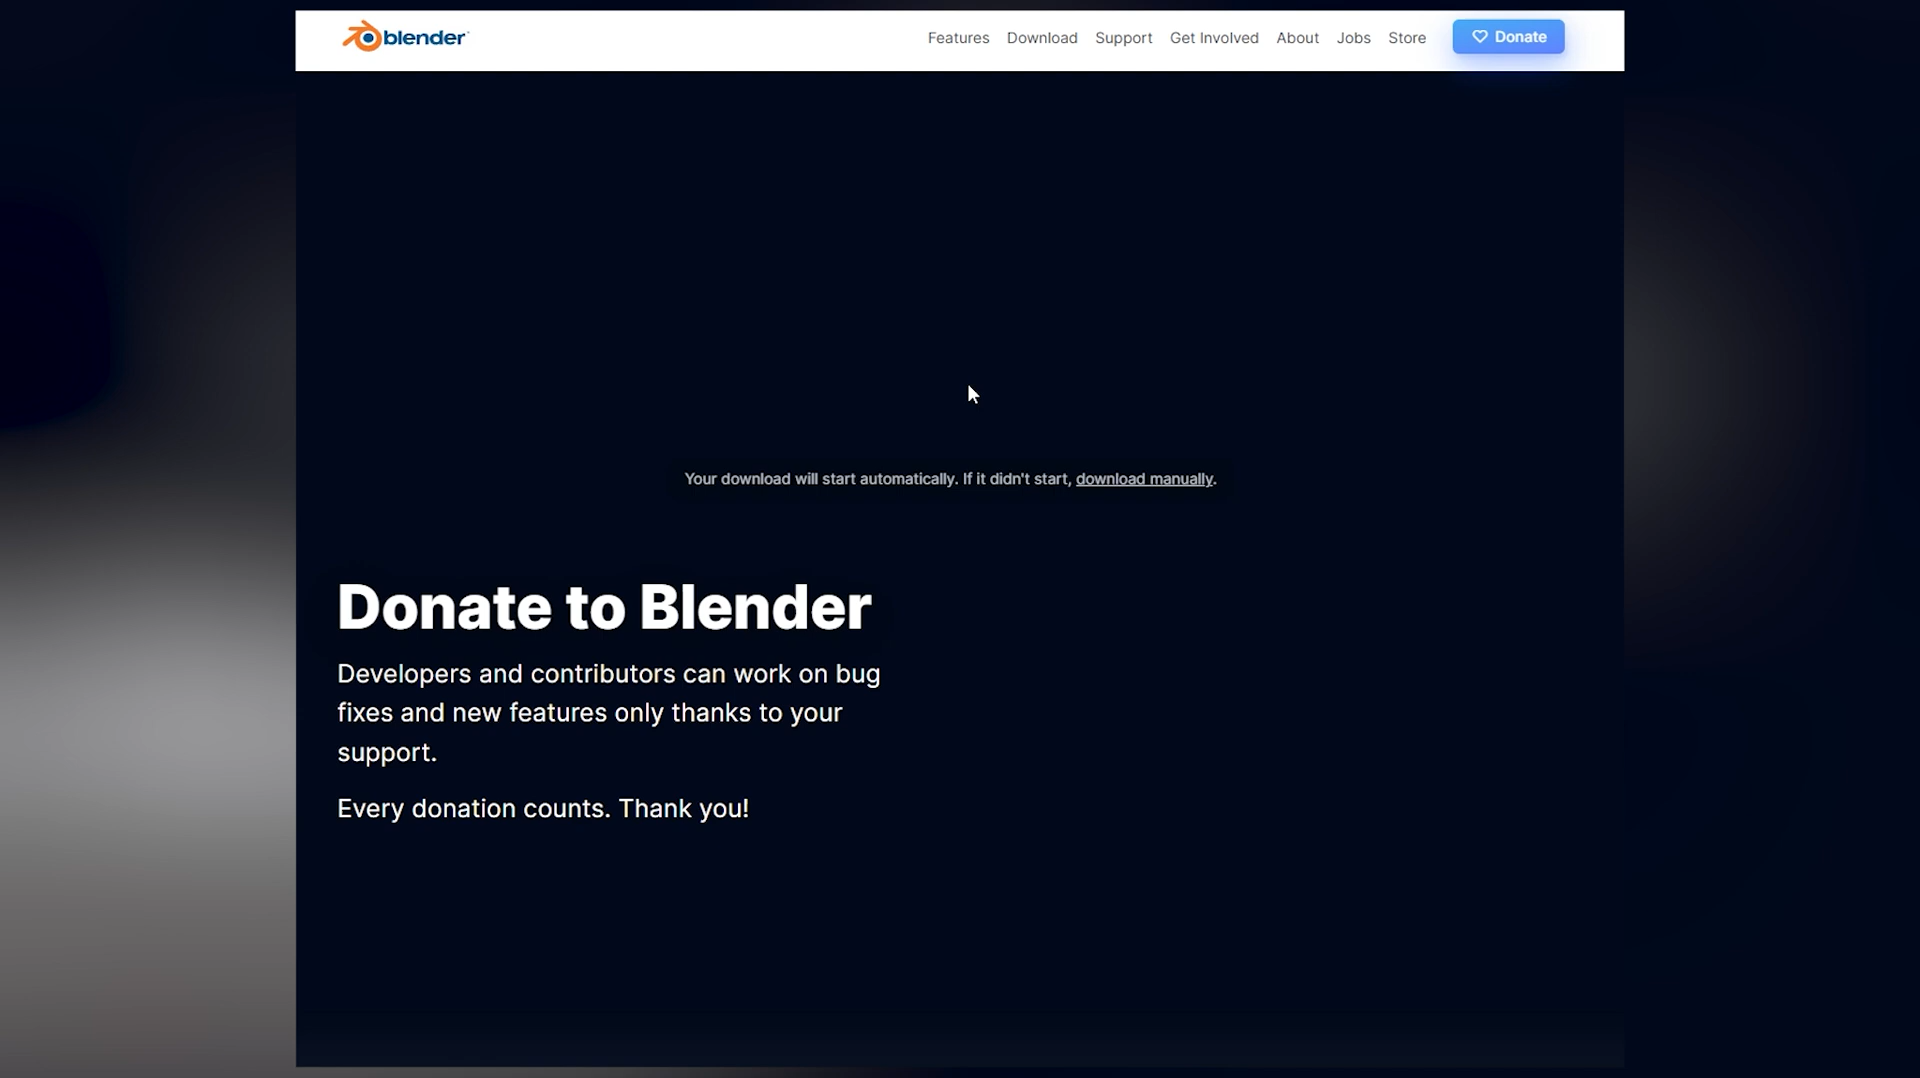 blender
Features Download Support Get Involved About Jobs Store Donate
Your download will start automatically. If it didn't start, download manually.
Donate to Blender
Developers and contributors can work on bug
fixes and new features only thanks to your
support.
Every donation counts. Thank you!